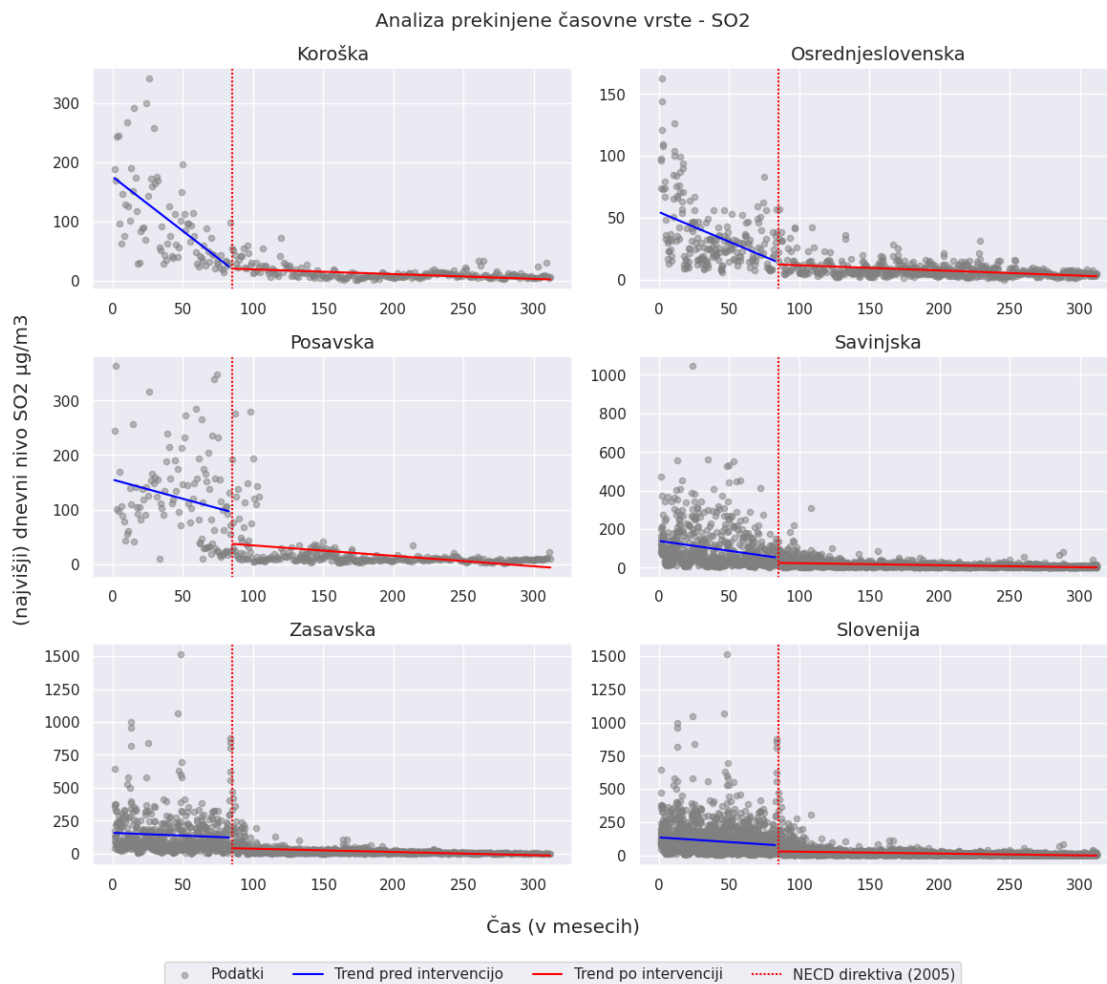 Analiza prekinjene časovne vrste - SO2
Koroška
300
200
100
0
0 50 100 150 200 250 300
Osrednjeslovenska
150
100
50
0
0 50 100 150 200 250 300
Posavska
300
200
100
0
0 50 100 150 200 250 300
Savinjska
1000
800
600
400
200
0
0 50 100 150 200 250 300
Zasavska
1500
1250
1000
750
500
250
0
0 50 100 150 200 250 300
Slovenija
1500
1250
1000
750
500
250
0
0 50 100 150 200 250 300
(najvišji) dnevni nivo SO2 µg/m3
Čas (v mesecih)
Podatki Trend pred intervencijo Trend po intervenciji NECD direktiva (2005)